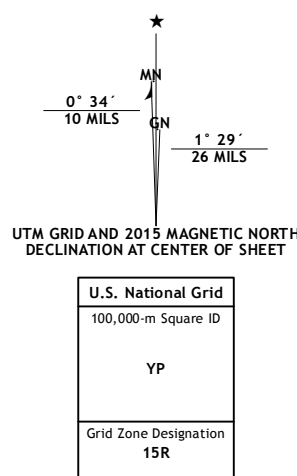 MN
0° 34´
10 MILS
GN
1° 29´
26 MILS
UTM GRID AND 2015 MAGNETIC NORTH
DECLINATION AT CENTER OF SHEET
U.S. National Grid
100,000-m Square ID
YP
Grid Zone Designation
15R